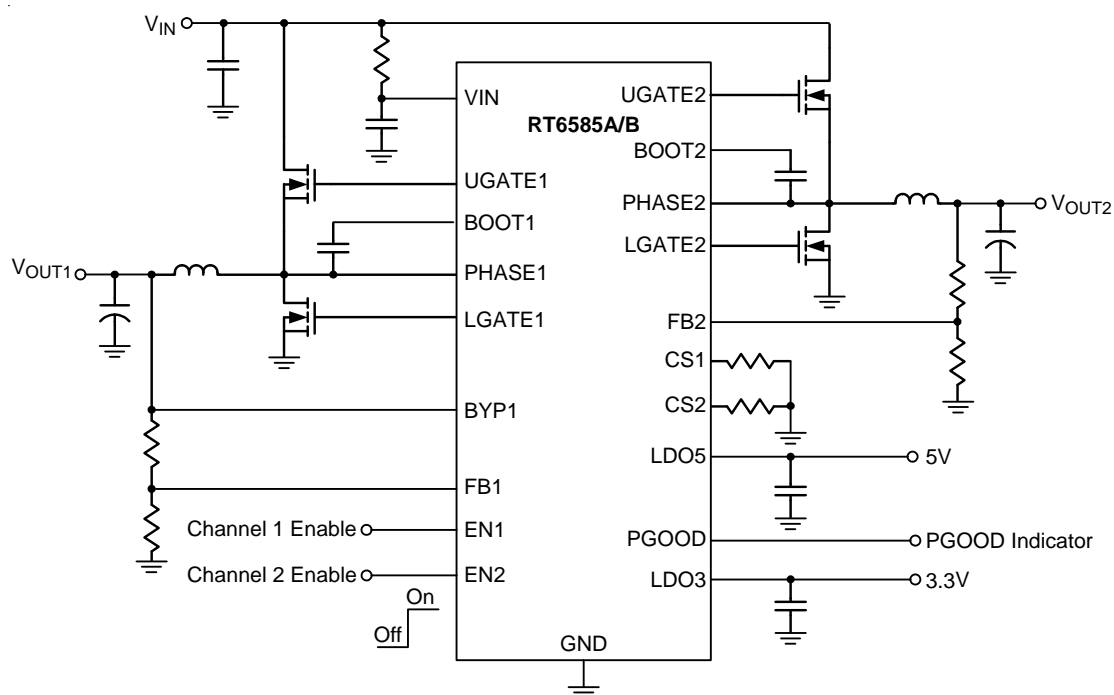 VIN
VIN
RT6585A/B
UGATE1
BOOT1
VOUT1
PHASE1
LGATE1
BYP1
FB1
Channel 1 Enable
EN1
Channel 2 Enable
EN2
On
Off
GND
UGATE2
BOOT2
PHASE2
VOUT2
LGATE2
FB2
CS1
CS2
LDO5
5V
PGOOD
PGOOD Indicator
LDO3
3.3V